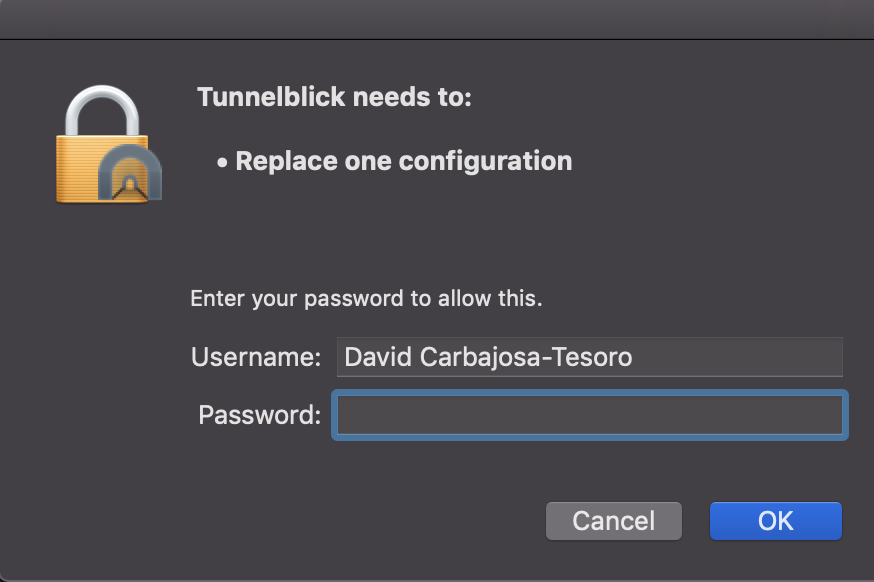 Tunnelblick needs to:
• Replace one configuration
Enter your password to allow this.
Username: David Carbajosa-Tesoro
Password:
Cancel OK